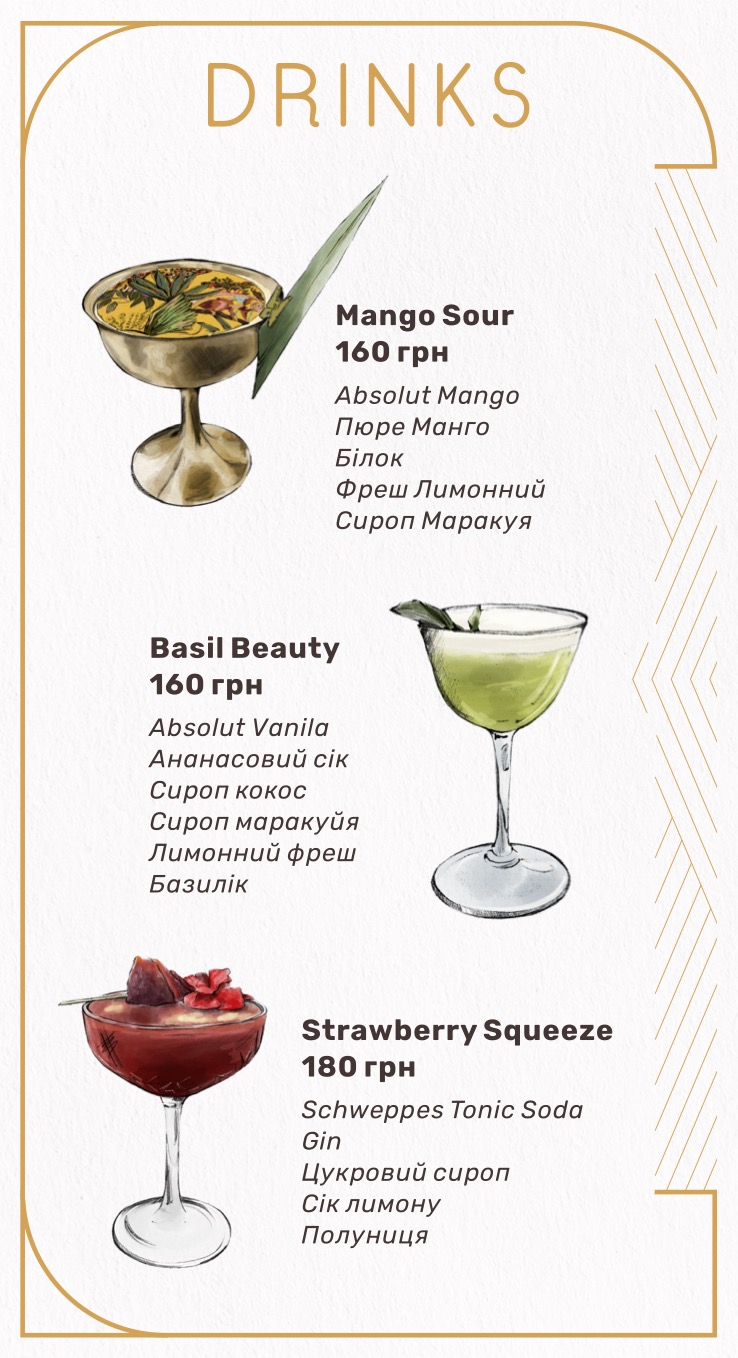 DRINKS
Mango Sour
160 грн
Absolut Mango
Пюре Манго
Білок
Фреш Лимонний
Сироп Маракуя
Basil Beauty
160 грн
Absolut Vanila
Ананасовий сік
Сироп кокос
Сироп маракуйя
Лимонний фреш
Базилік
Strawberry Squeeze
180 грн
Schweppes Tonic Soda
Gin
Цукровий сироп
Сік лимону
Полуниця